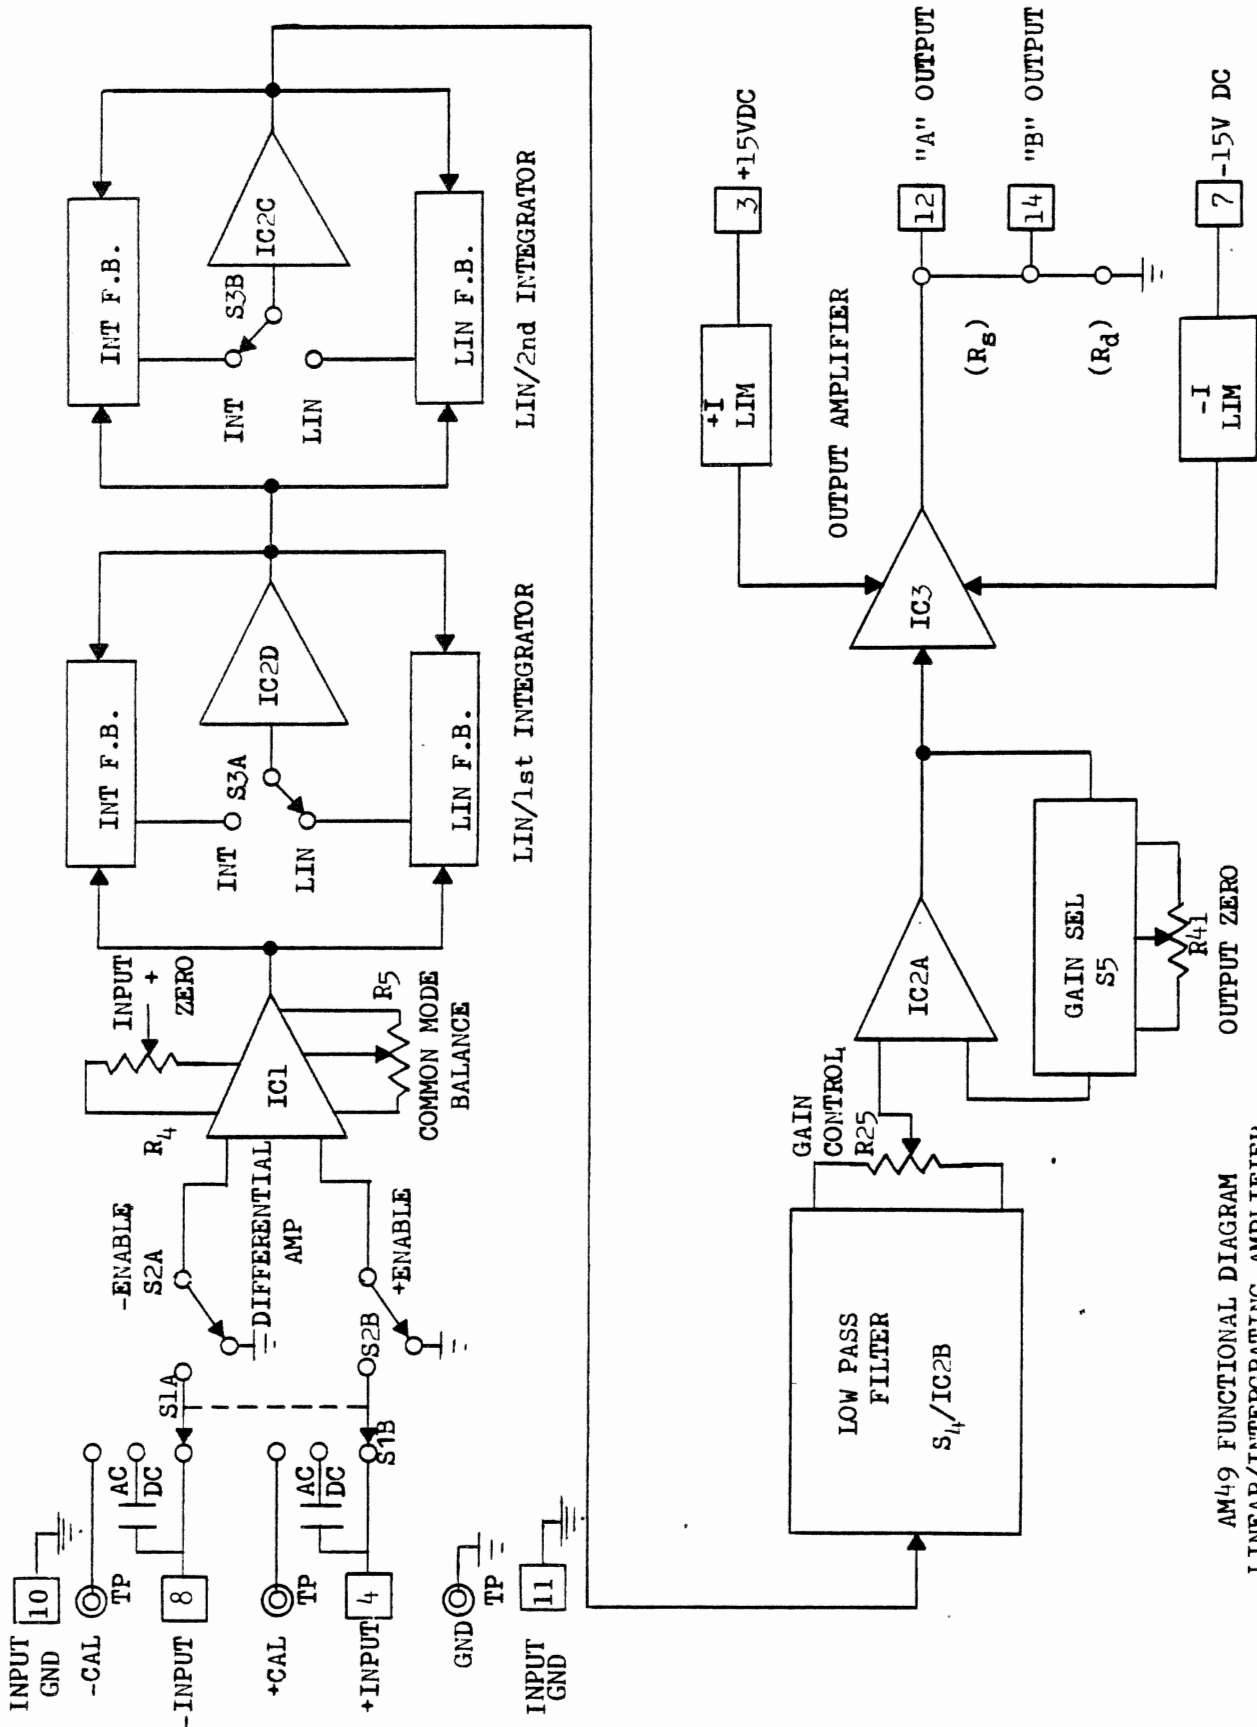 INPUT
GND
10
-CAL
TP
-INPUT
8
AC
DC
+CAL
TP
+INPUT
4
AC
DC
GND
TP
INPUT
GND
11
S1A
S1B
-ENABLE
S2A
DIFFERENTIAL
AMP
S2B
+ENABLE
R4
INPUT
+
ZERO
IC1
R5
COMMON MODE
BALANCE
INT F.B.
INT
S3A
LIN
IC2D
LIN F.B.
LIN/1st INTEGRATOR
INT F.B.
INT
S3B
LIN
IC2C
LIN F.B.
LIN/2nd INTEGRATOR
LOW PASS
FILTER
S4/IC2B
GAIN
CONTROL
R25
IC2A
GAIN SEL
S5
R41
OUTPUT ZERO
OUTPUT AMPLIFIER
IC3
+I
LIM
3
+15VDC
12
"A" OUTPUT
14
"B" OUTPUT
(Rs)
(Rd)
-I
LIM
7
-15V DC
AM49 FUNCTIONAL DIAGRAM
LINEAR/INTERGRATING AMPLIFIER